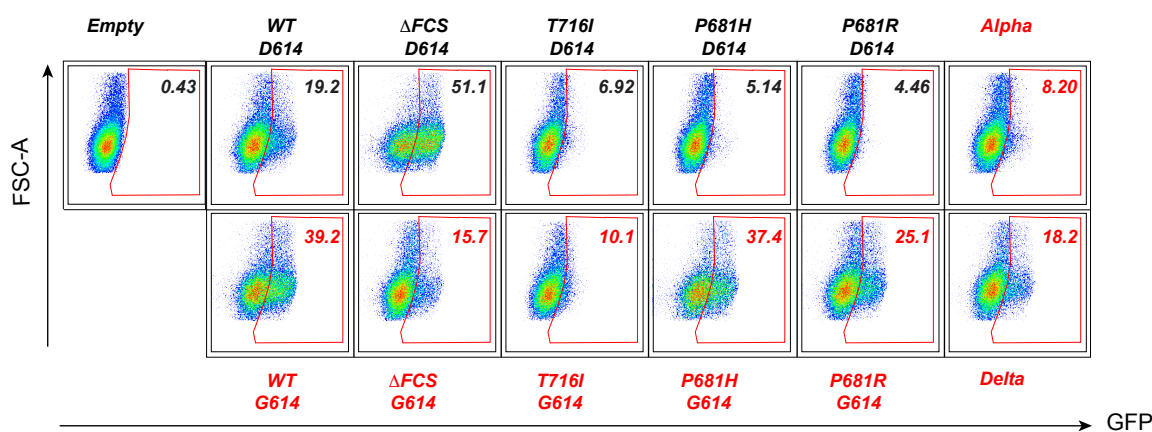 Empty WT ΔFCS T716I P681H P681R Alpha
D614 D614 D614 D614 D614
0.43 19.2 51.1 6.92 5.14 4.46 8.20
FSC-A
39.2 15.7 10.1 37.4 25.1 18.2
WT ΔFCS T716I P681H P681R Delta
G614 G614 G614 G614 G614
GFP